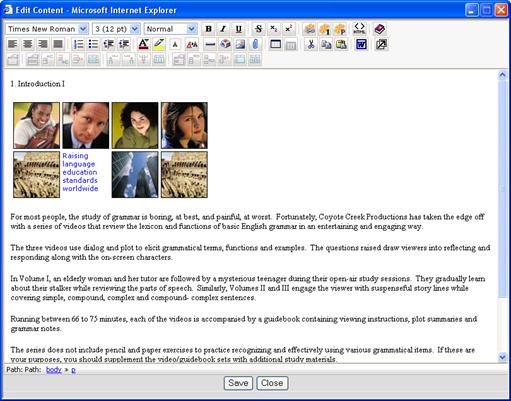 Edit Content - Microsoft Internet Explorer
Times New Roman 3 (12 pt) Normal B I U S x₂ x² HTML
1. Introduction I
Raising
language
education
standards
worldwide
For most people, the study of grammar is boring, at best, and painful, at worst. Fortunately, Coyote Creek Productions has taken the edge off
with a series of videos that review the lexicon and functions of basic English grammar in an entertaining and engaging way.
The three videos use dialog and plot to elicit grammatical terms, functions and examples. The questions raised draw viewers into reflecting and
responding along with the on-screen characters.
In Volume I, an elderly woman and her tutor are followed by a mysterious teenager during their open-air study sessions. They gradually learn
about their stalker while reviewing the parts of speech. Similarly, Volumes II and III engage the viewer with suspenseful story lines while
covering simple, compound, complex and compound- complex sentences.
Running between 66 to 75 minutes, each of the videos is accompanied by a guidebook containing viewing instructions, plot summaries and
grammar notes.
The series does not include pencil and paper exercises to practice recognizing and effectively using various grammatical items. If these are
your purposes, you should supplement the video/guidebook sets with additional study materials.
Path: Path: body » p
Save Close